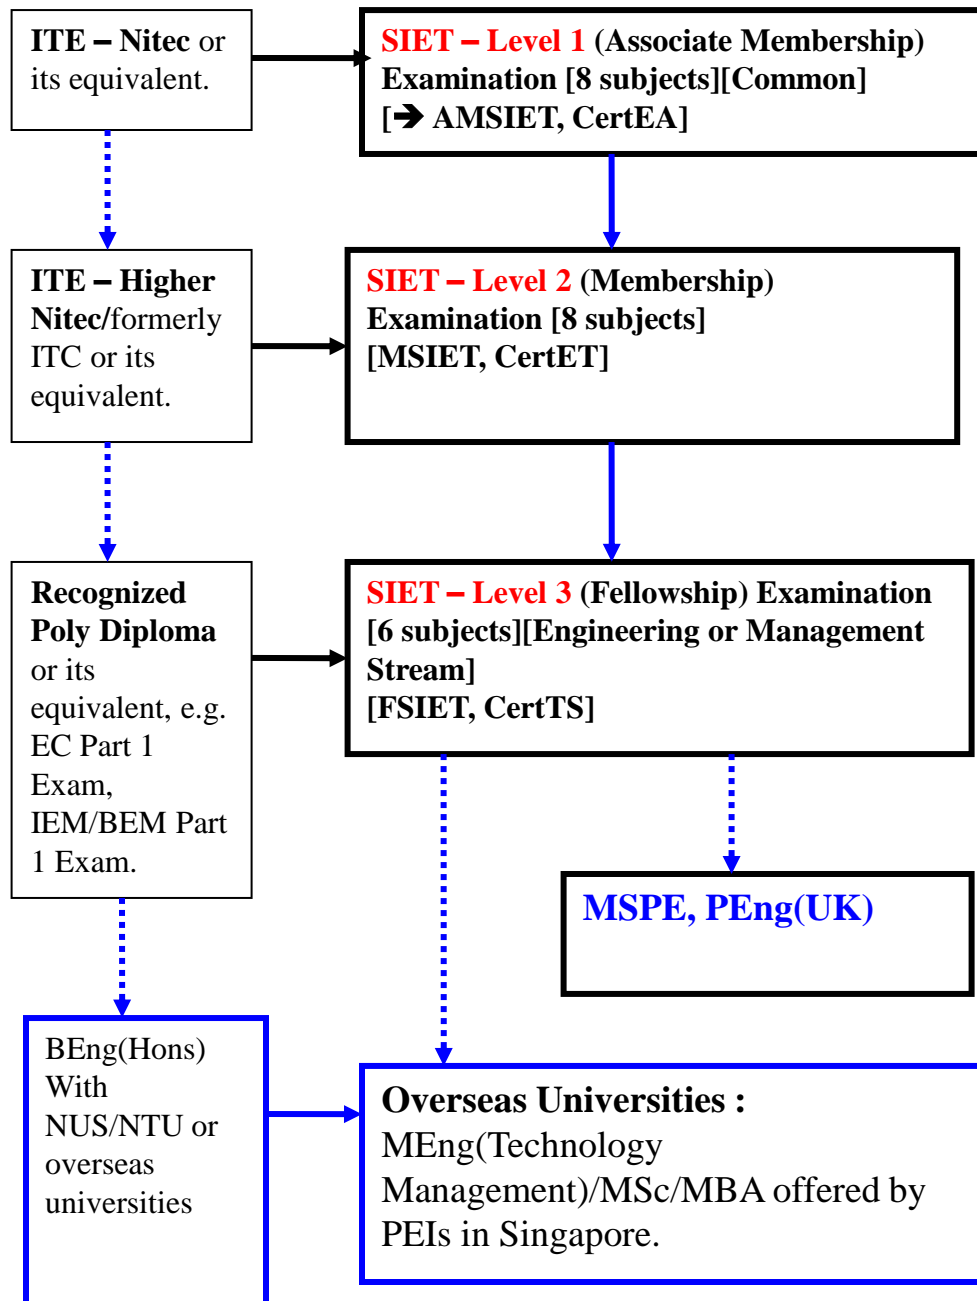 ITE – Nitec or
its equivalent.
SIET – Level 1 (Associate Membership)
Examination [8 subjects][Common]
[➔ AMSIET, CertEA]
ITE – Higher
Nitec/formerly
ITC or its
equivalent.
SIET – Level 2 (Membership)
Examination [8 subjects]
[MSIET, CertET]
Recognized
Poly Diploma
or its
equivalent, e.g.
EC Part 1
Exam,
IEM/BEM Part
1 Exam.
SIET – Level 3 (Fellowship) Examination
[6 subjects][Engineering or Management
Stream]
[FSIET, CertTS]
MSPE, PEng(UK)
BEng(Hons)
With
NUS/NTU or
overseas
universities
Overseas Universities :
MEng(Technology
Management)/MSc/MBA offered by
PEIs in Singapore.